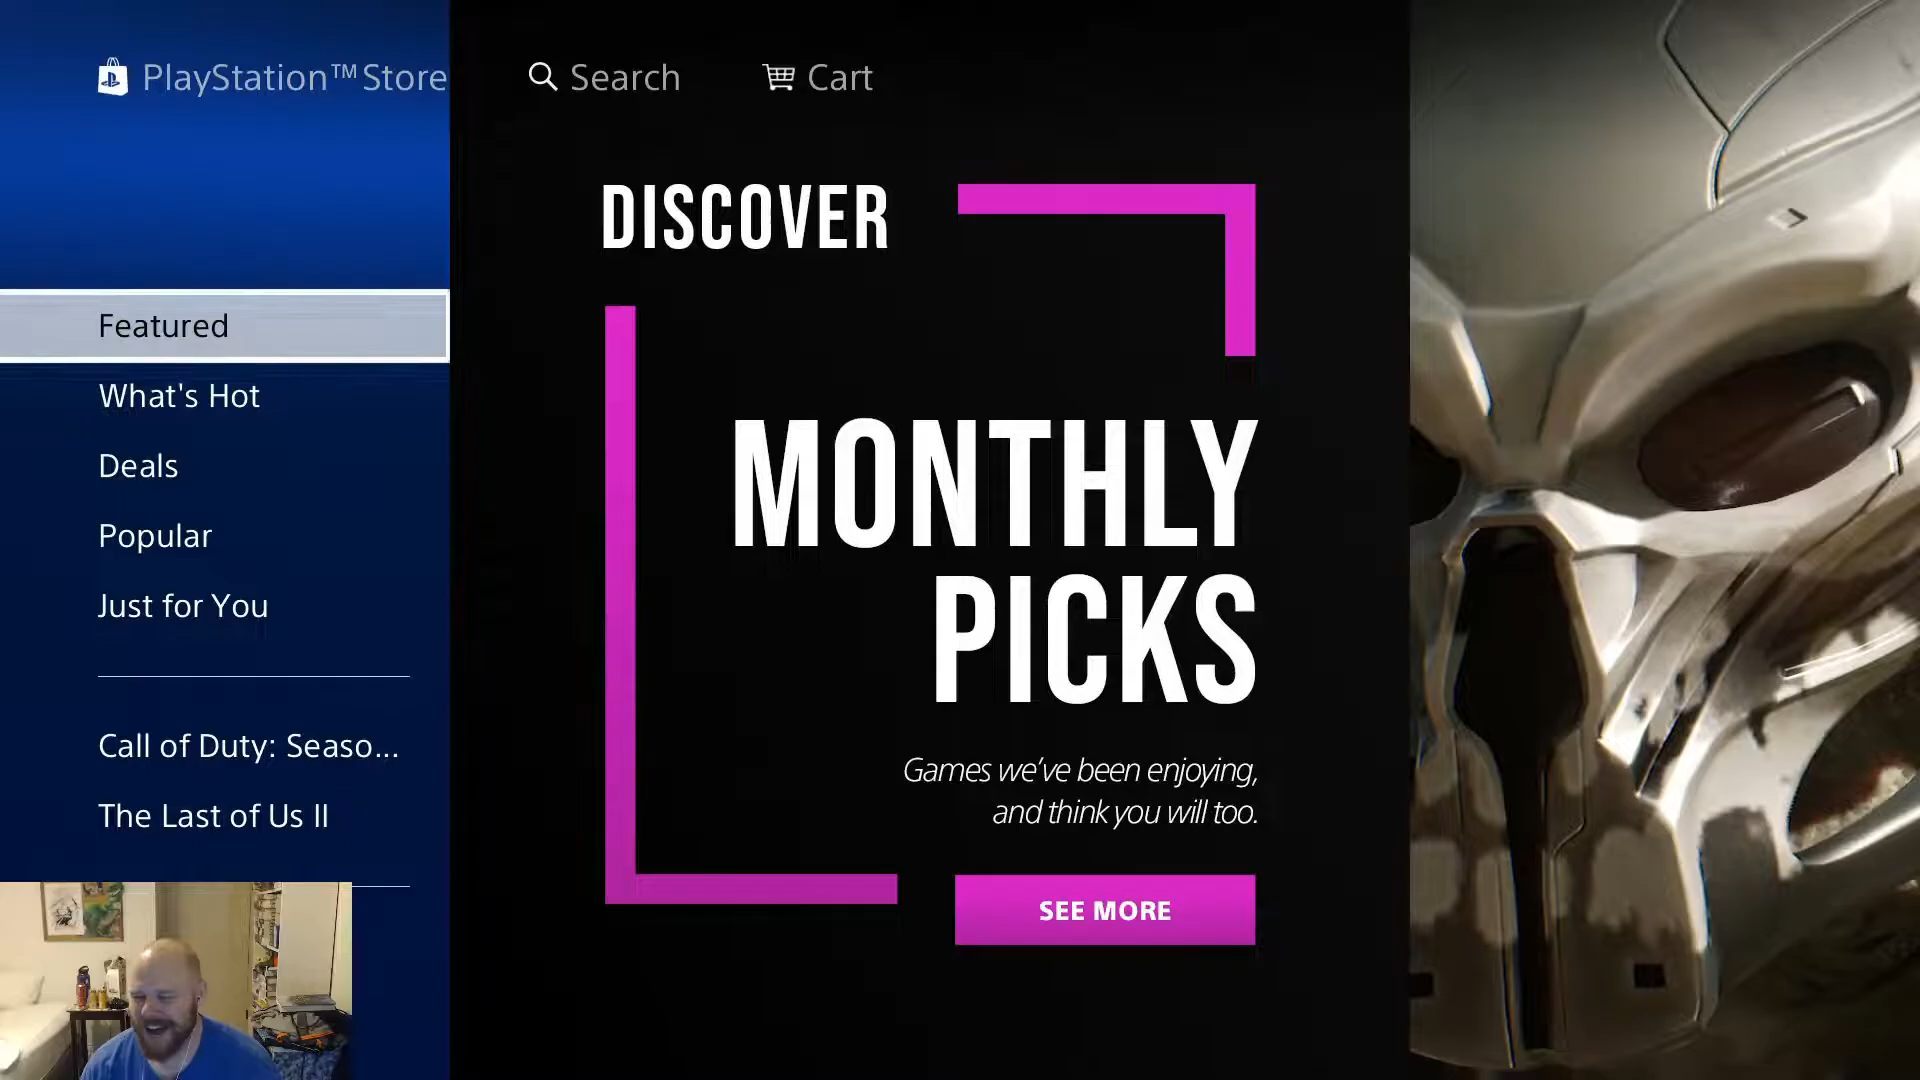 PlayStation™Store
Search
Cart
Featured
What's Hot
Deals
Popular
Just for You
Call of Duty: Seaso...
The Last of Us II
DISCOVER
MONTHLY
PICKS
Games we've been enjoying,
and think you will too.
SEE MORE